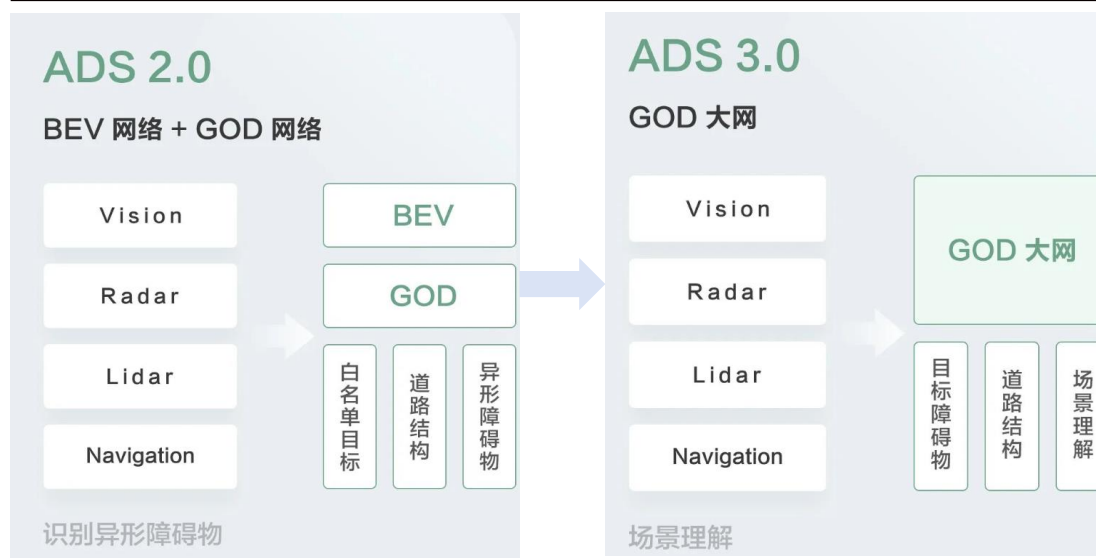 ADS 2.0
BEV 网络 + GOD 网络
Vision
Radar
Lidar
Navigation
BEV
GOD
白名单目标
道路结构
异形障碍物
识别异形障碍物
ADS 3.0
GOD 大网
Vision
Radar
Lidar
Navigation
GOD 大网
目标障碍物
道路结构
场景理解
场景理解